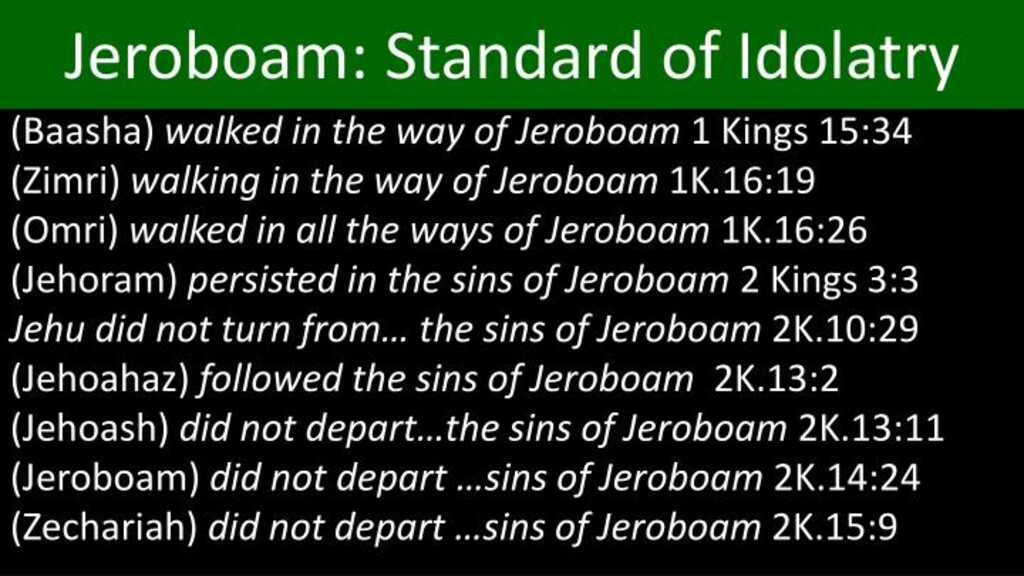 Jeroboam: Standard of Idolatry
(Baasha) walked in the way of Jeroboam 1 Kings 15:34
(Zimri) walking in the way of Jeroboam 1K.16:19
(Omri) walked in all the ways of Jeroboam 1K.16:26
(Jehoram) persisted in the sins of Jeroboam 2 Kings 3:3
Jehu did not turn from… the sins of Jeroboam 2K.10:29
(Jehoahaz) followed the sins of Jeroboam  2K.13:2
(Jehoash) did not depart…the sins of Jeroboam 2K.13:11
(Jeroboam) did not depart …sins of Jeroboam 2K.14:24
(Zechariah) did not depart …sins of Jeroboam 2K.15:9